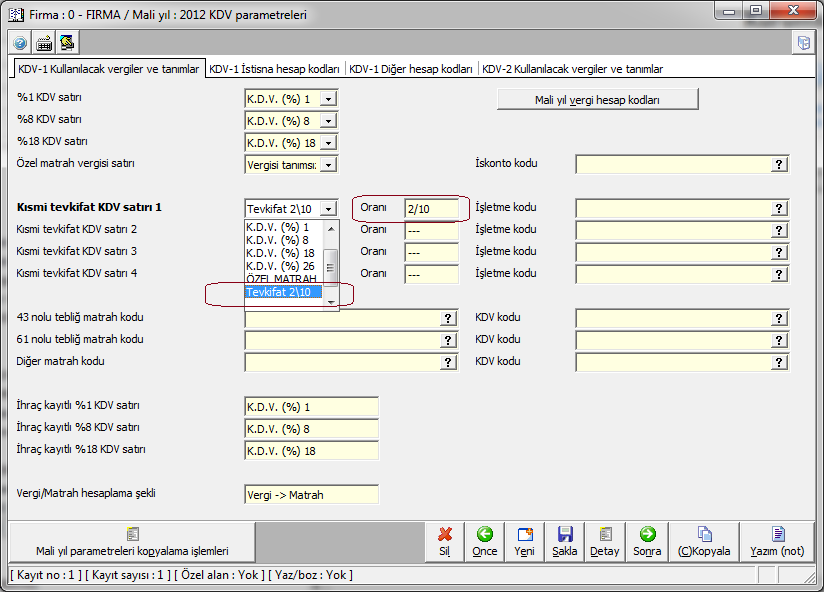 Firma : 0 - FIRMA / Mali yıl : 2012 KDV parametreleri
KDV-1 Kullanılacak vergiler ve tanımlar KDV-1 İstisna hesap kodları KDV-1 Diğer hesap kodları KDV-2 Kullanılacak vergiler ve tanımlar
%1 KDV satırı K.D.V. (%) 1 Mali yıl vergi hesap kodları
%8 KDV satırı K.D.V. (%) 8
%18 KDV satırı K.D.V. (%) 18
Özel matrah vergisi satırı Vergisi tanımsı: İskonto kodu ?
Kısmi tevkifat KDV satırı 1 Tevkifat 2\10 Oranı 2/10 İşletme kodu ?
Kısmi tevkifat KDV satırı 2 Oranı --- İşletme kodu ?
Kısmi tevkifat KDV satırı 3 Oranı --- İşletme kodu ?
Kısmi tevkifat KDV satırı 4 Oranı --- İşletme kodu ?
K.D.V. (%) 1
K.D.V. (%) 8
K.D.V. (%) 18
K.D.V. (%) 26
ÖZEL MATRAH
Tevkifat 2\10
43 nolu tebliğ matrah kodu ? KDV kodu ?
61 nolu tebliğ matrah kodu ? KDV kodu ?
Diğer matrah kodu ? KDV kodu ?
İhraç kayıtlı %1 KDV satırı K.D.V. (%) 1
İhraç kayıtlı %8 KDV satırı K.D.V. (%) 8
İhraç kayıtlı %18 KDV satırı K.D.V. (%) 18
Vergi/Matrah hesaplama şekli Vergi -> Matrah
Mali yıl parametreleri kopyalama işlemleri Sil Once Yeni Sakla Detay Sonra (C)Kopyala Yazım (not)
[ Kayıt no : 1 ] [ Kayıt sayısı : 1 ] [ Özel alan : Yok ] [ Yaz/boz : Yok ]